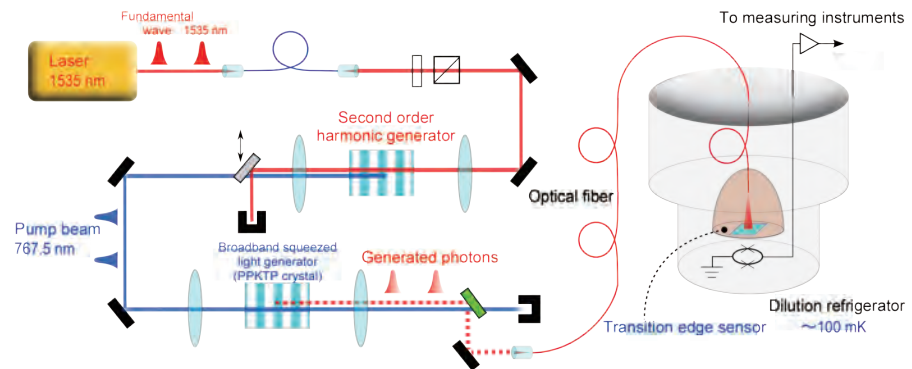 Fundamental
wave 1535 nm
Laser
1535 nm
To measuring instruments
Second order
harmonic generator
Optical fiber
Pump beam
767.5 nm
Broadband squeezed
light generator
(PPKTP crystal)
Generated photons
Transition edge sensor
Dilution refrigerator
～100 mK